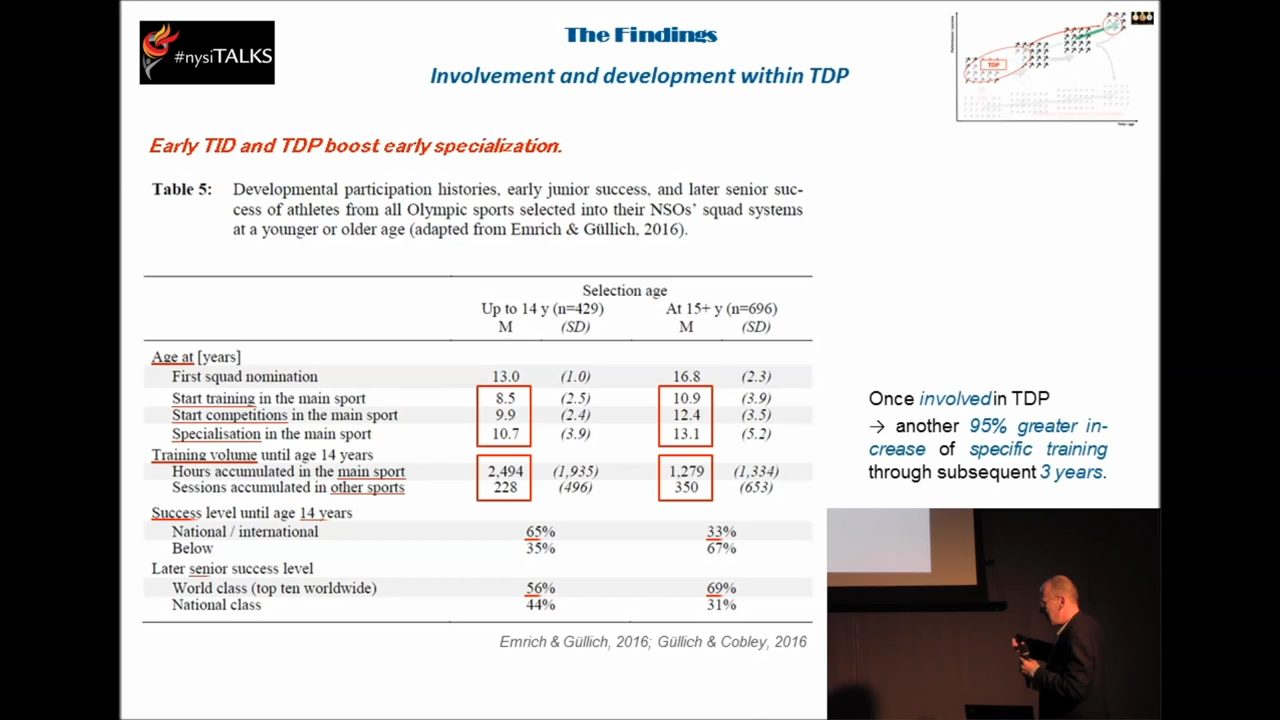 #nysiTALKS
The Findings
Involvement and development within TDP
TDP
Early TID and TDP boost early specialization.
Table 5: Developmental participation histories, early junior success, and later senior suc-
cess of athletes from all Olympic sports selected into their NSOs' squad systems
at a younger or older age (adapted from Emrich & Güllich, 2016).
Selection age
Up to 14 y (n=429) At 15+ y (n=696)
M (SD) M (SD)
Age at [years]
First squad nomination 13.0 (1.0) 16.8 (2.3)
Start training in the main sport 8.5 (2.5) 10.9 (3.9)
Start competitions in the main sport 9.9 (2.4) 12.4 (3.5)
Specialisation in the main sport 10.7 (3.9) 13.1 (5.2)
Training volume until age 14 years
Hours accumulated in the main sport 2,494 (1,935) 1,279 (1,334)
Sessions accumulated in other sports 228 (496) 350 (653)
Success level until age 14 years
National / international 65% 33%
Below 35% 67%
Later senior success level
World class (top ten worldwide) 56% 69%
National class 44% 31%
Emrich & Güllich, 2016; Güllich & Cobley, 2016
Once involved in TDP
→ another 95% greater in-
crease of specific training
through subsequent 3 years.